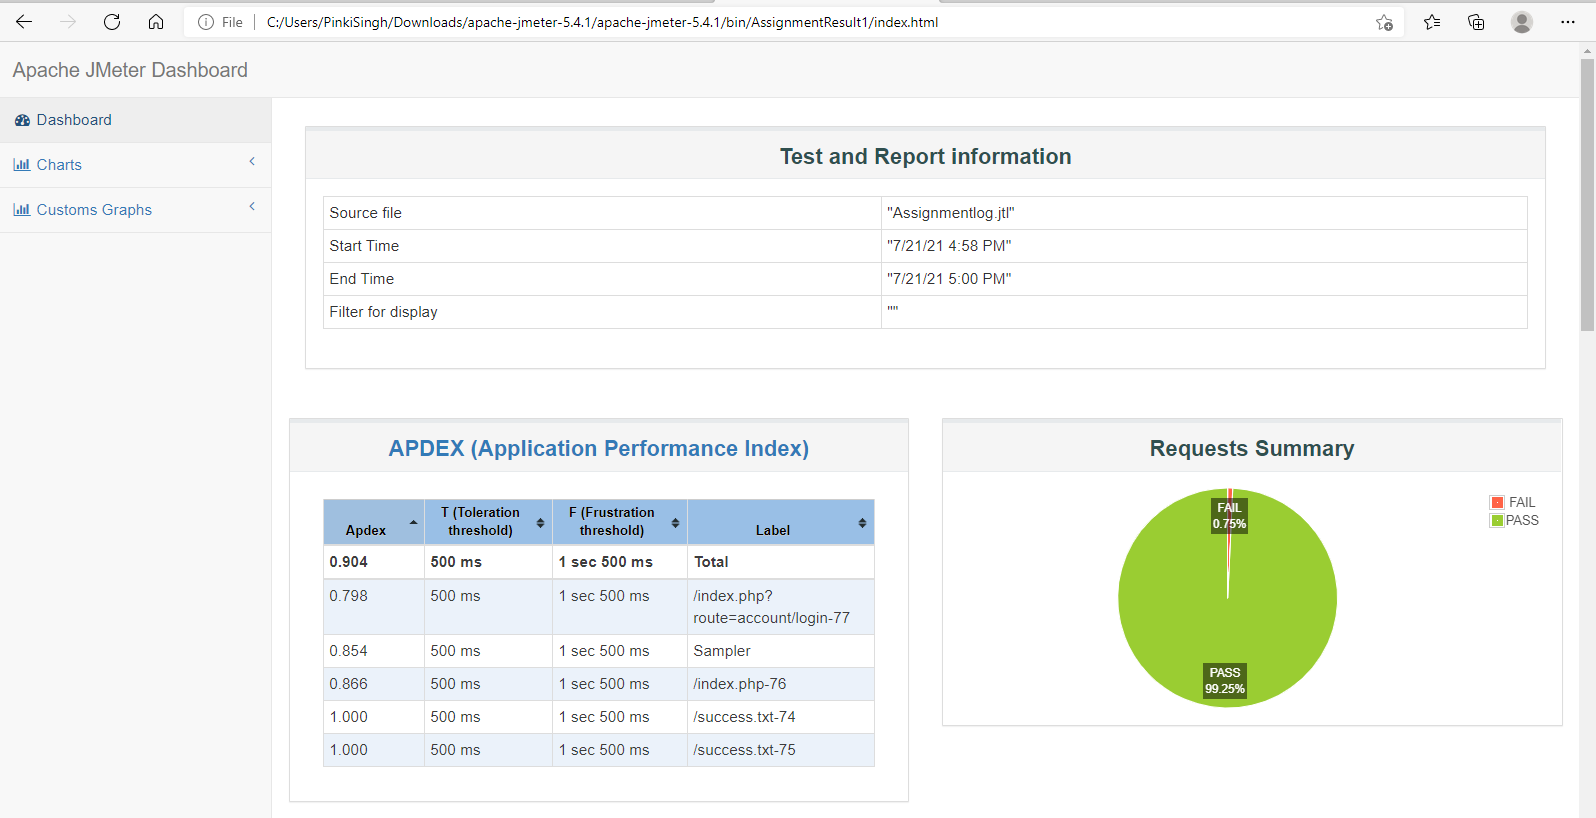 File C:/Users/PinkiSingh/Downloads/apache-jmeter-5.4.1/apache-jmeter-5.4.1/bin/AssignmentResult1/index.html
Apache JMeter Dashboard
Dashboard
Charts
Customs Graphs
Test and Report information
Source file "Assignmentlog.jtl"
Start Time "7/21/21 4:58 PM"
End Time "7/21/21 5:00 PM"
Filter for display ""
APDEX (Application Performance Index)
Apdex T (Toleration threshold) F (Frustration threshold) Label
0.904 500 ms 1 sec 500 ms Total
0.798 500 ms 1 sec 500 ms /index.php?
route=account/login-77
0.854 500 ms 1 sec 500 ms Sampler
0.866 500 ms 1 sec 500 ms /index.php-76
1.000 500 ms 1 sec 500 ms /success.txt-74
1.000 500 ms 1 sec 500 ms /success.txt-75
Requests Summary
FAIL
0.75%
PASS
99.25%
FAIL
PASS